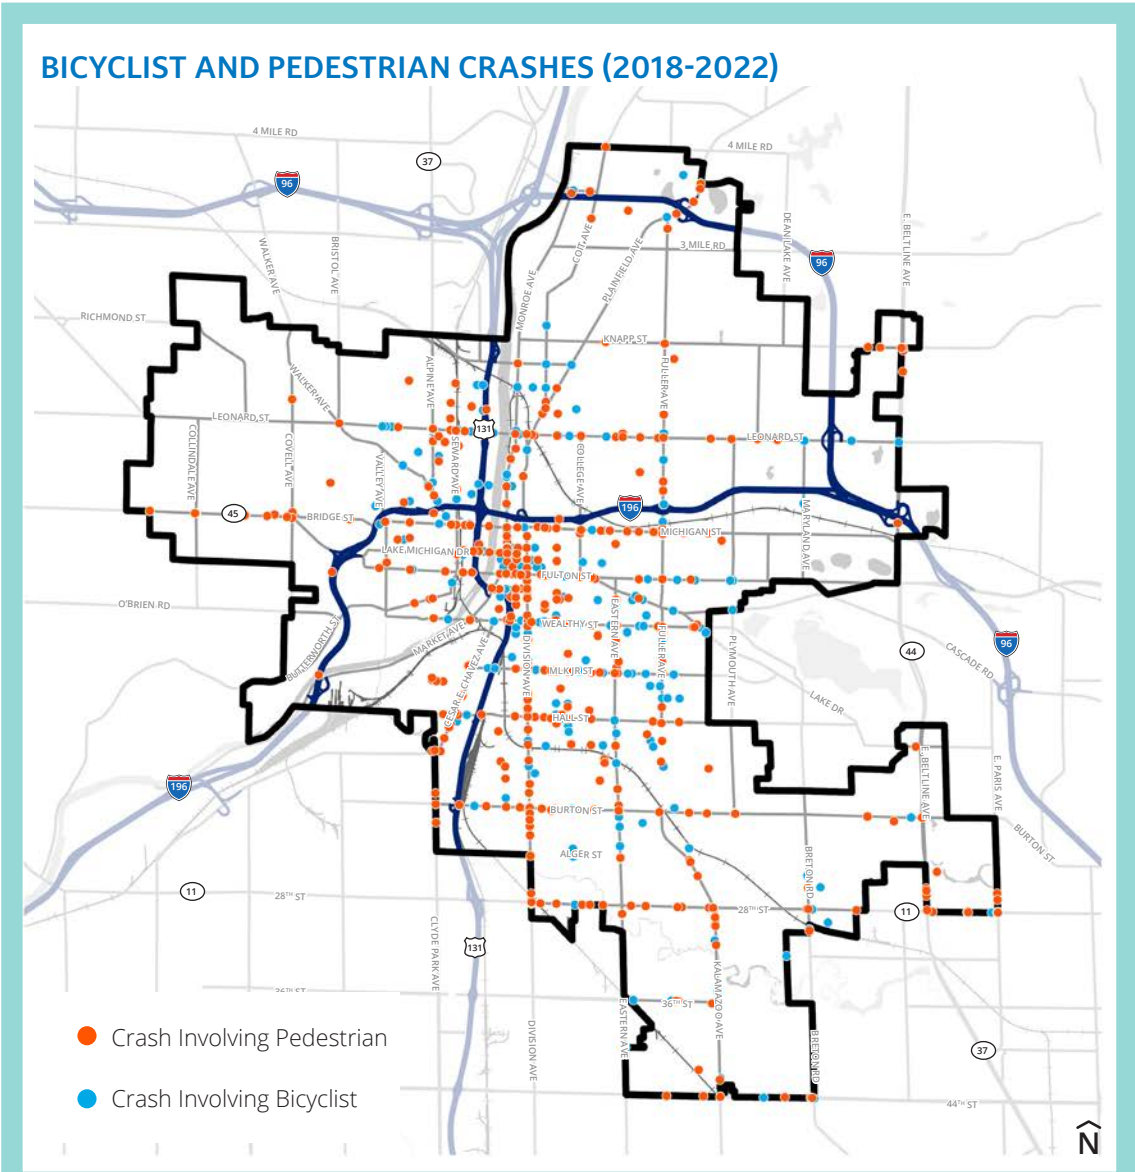 BICYCLIST AND PEDESTRIAN CRASHES (2018-2022)
4 MILE RD
37
4 MILE RD
96
DEAN LAKE AVE
E. BELTLINE AVE
WALKER AVE
BRISTOL AVE
COIT AVE
3 MILE RD
PLAINFIELD AVE
96
MONROE AVE
RICHMOND ST
KNAPP ST
ALPINE AVE
FULLER AVE
WALKER AVE
LEONARD ST
131
LEONARD ST
COLLINDALE AVE
COVELL AVE
VALLEY AVE
SEWARD AVE
COLLEGE AVE
196
MARYLAND AVE
45
BRIDGE ST
MICHIGAN ST
LAKE MICHIGAN DR
FULTON ST
O'BRIEN RD
EASTERN AVE
WEALTHY ST
FULLER AVE
MARKET AVE
BUTTERWORTH ST
CESAR E. CHAVEZ AVE
DIVISION AVE
PLYMOUTH AVE
44
96
CASCADE RD
MLK JR ST
LAKE DR
HALL ST
E. BELTLINE AVE
E. PARIS AVE
196
BURTON ST
BURTON ST
ALGER ST
BRETON RD
11
28TH ST
28TH ST
11
CLYDE PARK AVE
131
KALAMAZOO AVE
36TH ST
36TH ST
EASTERN AVE
DIVISION AVE
BRETON RD
37
Crash Involving Pedestrian
Crash Involving Bicyclist
44TH ST
N